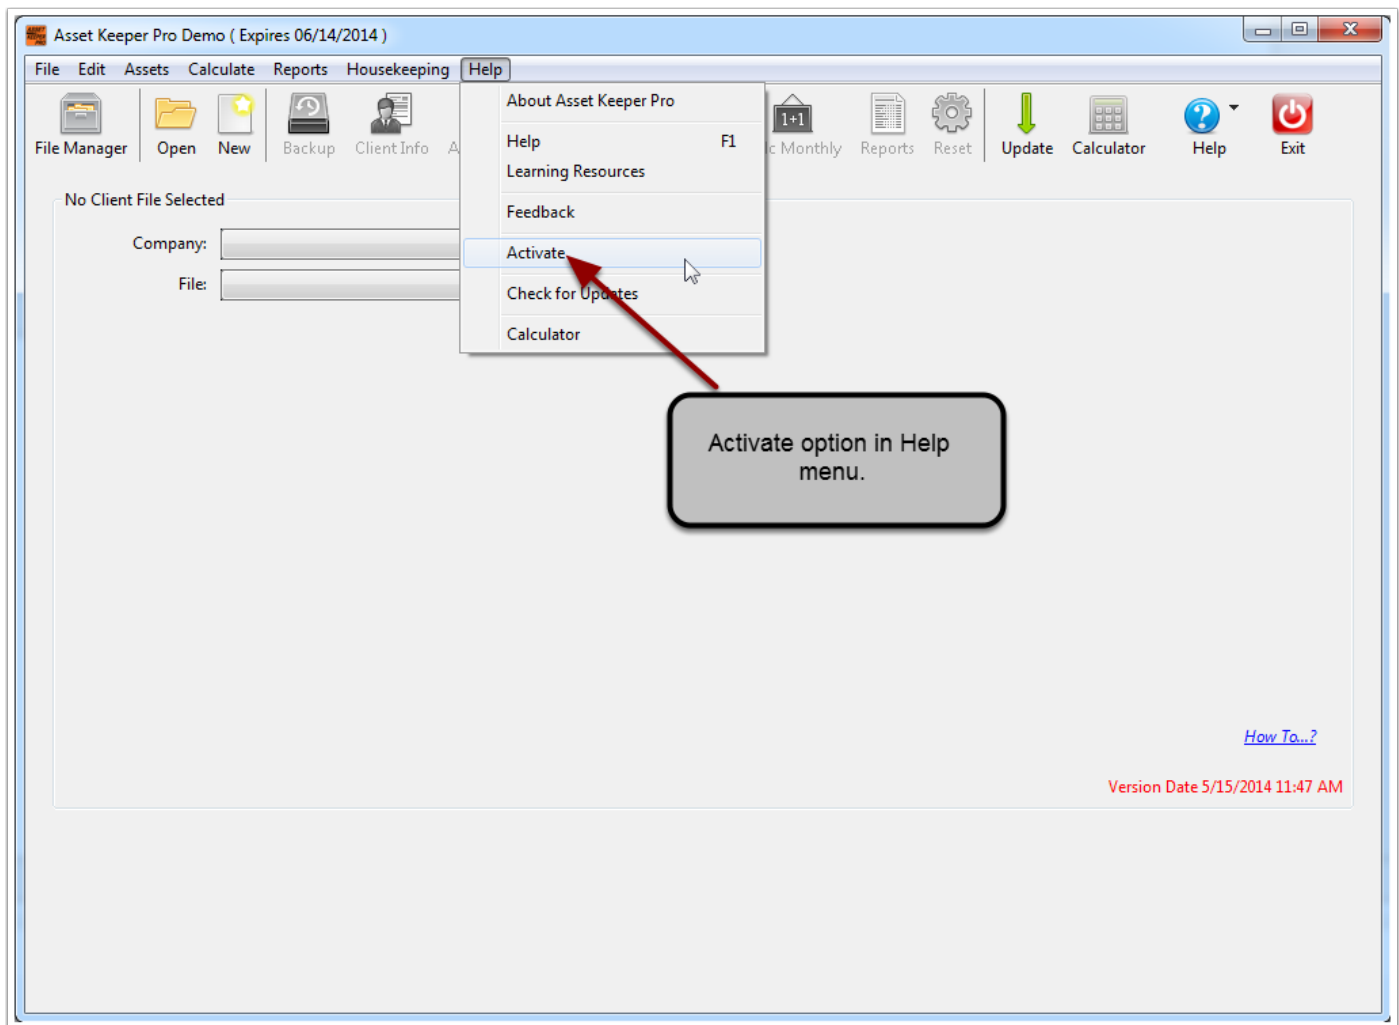 Asset Keeper Pro Demo ( Expires 06/14/2014 )
File Edit Assets Calculate Reports Housekeeping Help
File Manager Open New Backup Client Info Monthly Reports Reset Update Calculator Help Exit
1+1
About Asset Keeper Pro
Help F1
Learning Resources
Feedback
Activate
Check for Updates
Calculator
No Client File Selected
Company:
File:
Activate option in Help
menu.
How To...?
Version Date 5/15/2014 11:47 AM